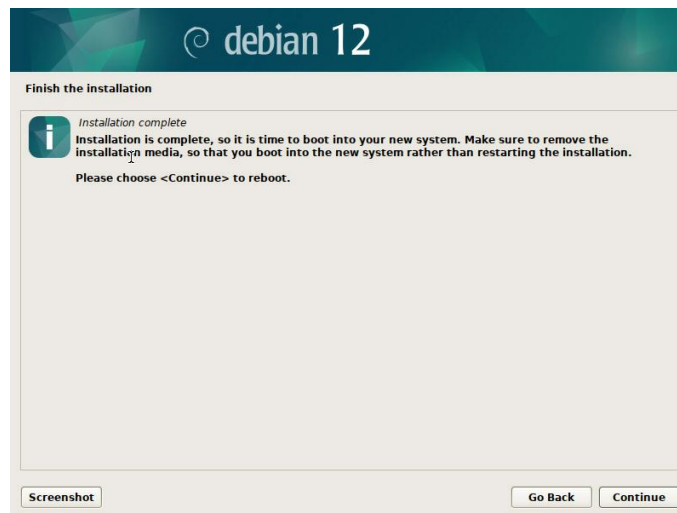 debian 12
Finish the installation
Installation complete
Installation is complete, so it is time to boot into your new system. Make sure to remove the
installation media, so that you boot into the new system rather than restarting the installation.
Please choose <Continue> to reboot.
Screenshot
Go Back
Continue